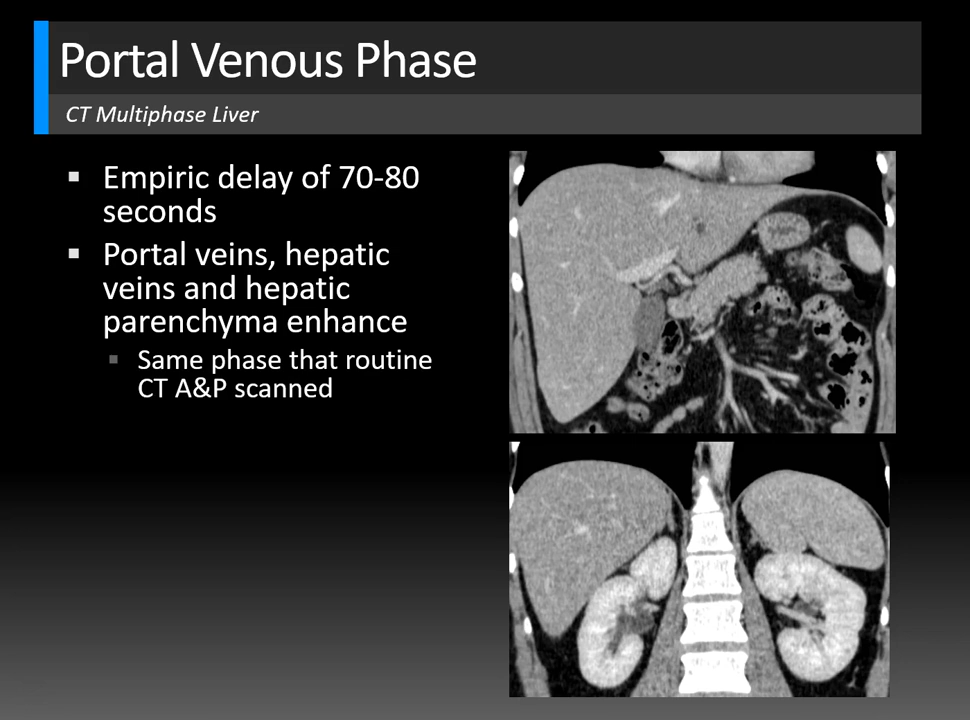 Portal Venous Phase
CT Multiphase Liver
▪ Empiric delay of 70-80
seconds
▪ Portal veins, hepatic
veins and hepatic
parenchyma enhance
▪ Same phase that routine
CT A&P scanned